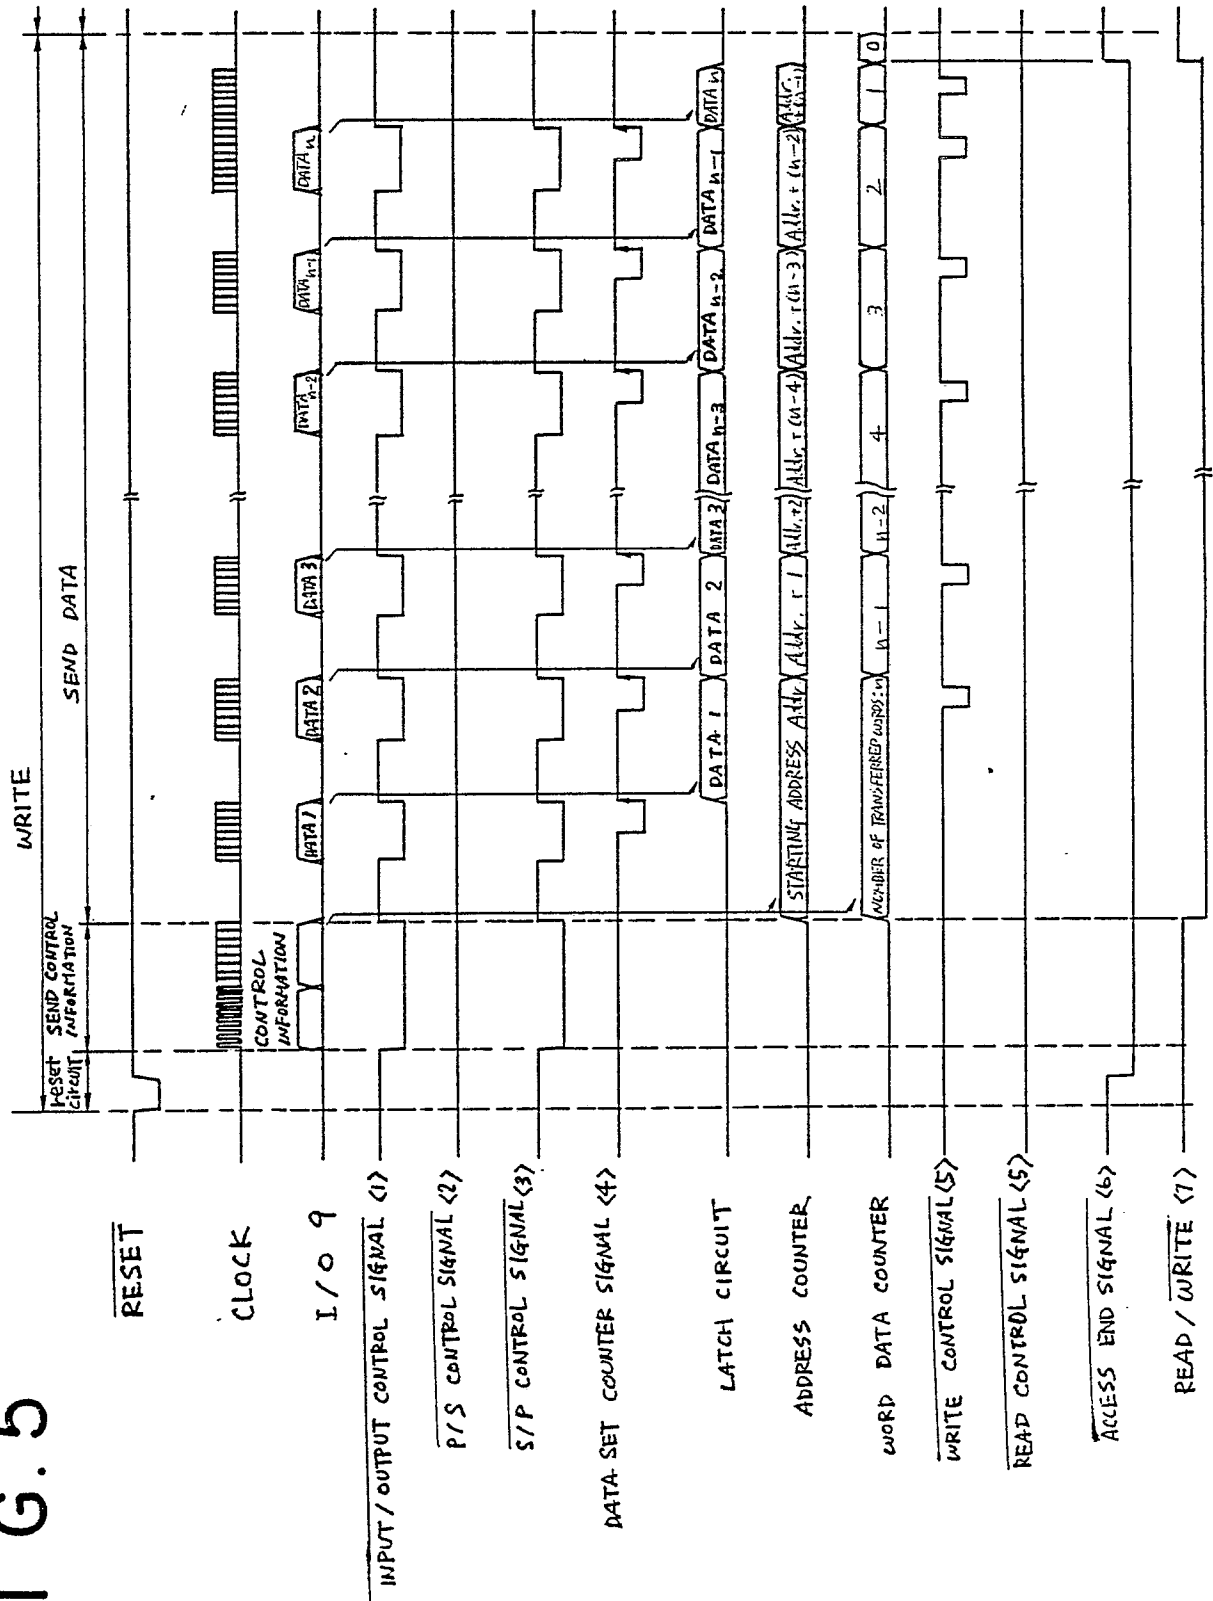 FIG. 5
WRITE
reset
circuit
SEND CONTROL
INFORMATION
SEND DATA
RESET
CLOCK
CONTROL
INFORMATION
I/O 9
DATA 1
DATA 2
DATA 3
DATA n-2
DATA n-1
DATA n
INPUT / OUTPUT CONTROL SIGNAL <1>
P/S CONTROL SIGNAL <2>
S/P CONTROL SIGNAL <3>
DATA-SET COUNTER SIGNAL <4>
LATCH CIRCUIT
DATA 1
DATA 2
DATA 3
DATA n-3
DATA n-2
DATA n-1
DATA n
ADDRESS COUNTER
STARTING ADDRESS Addr.
Addr. + 1
Addr. +2
Addr. + (n-4)
Addr. + (n-3)
Addr. + (n-2)
Addr.
+(n-1)
WORD DATA COUNTER
NUMBER OF TRANSFERRED WORDS: n
n-1
n-2
4
3
2
1
0
WRITE CONTROL SIGNAL <5>
READ CONTROL SIGNAL <5>
ACCESS END SIGNAL <6>
READ / WRITE <7>